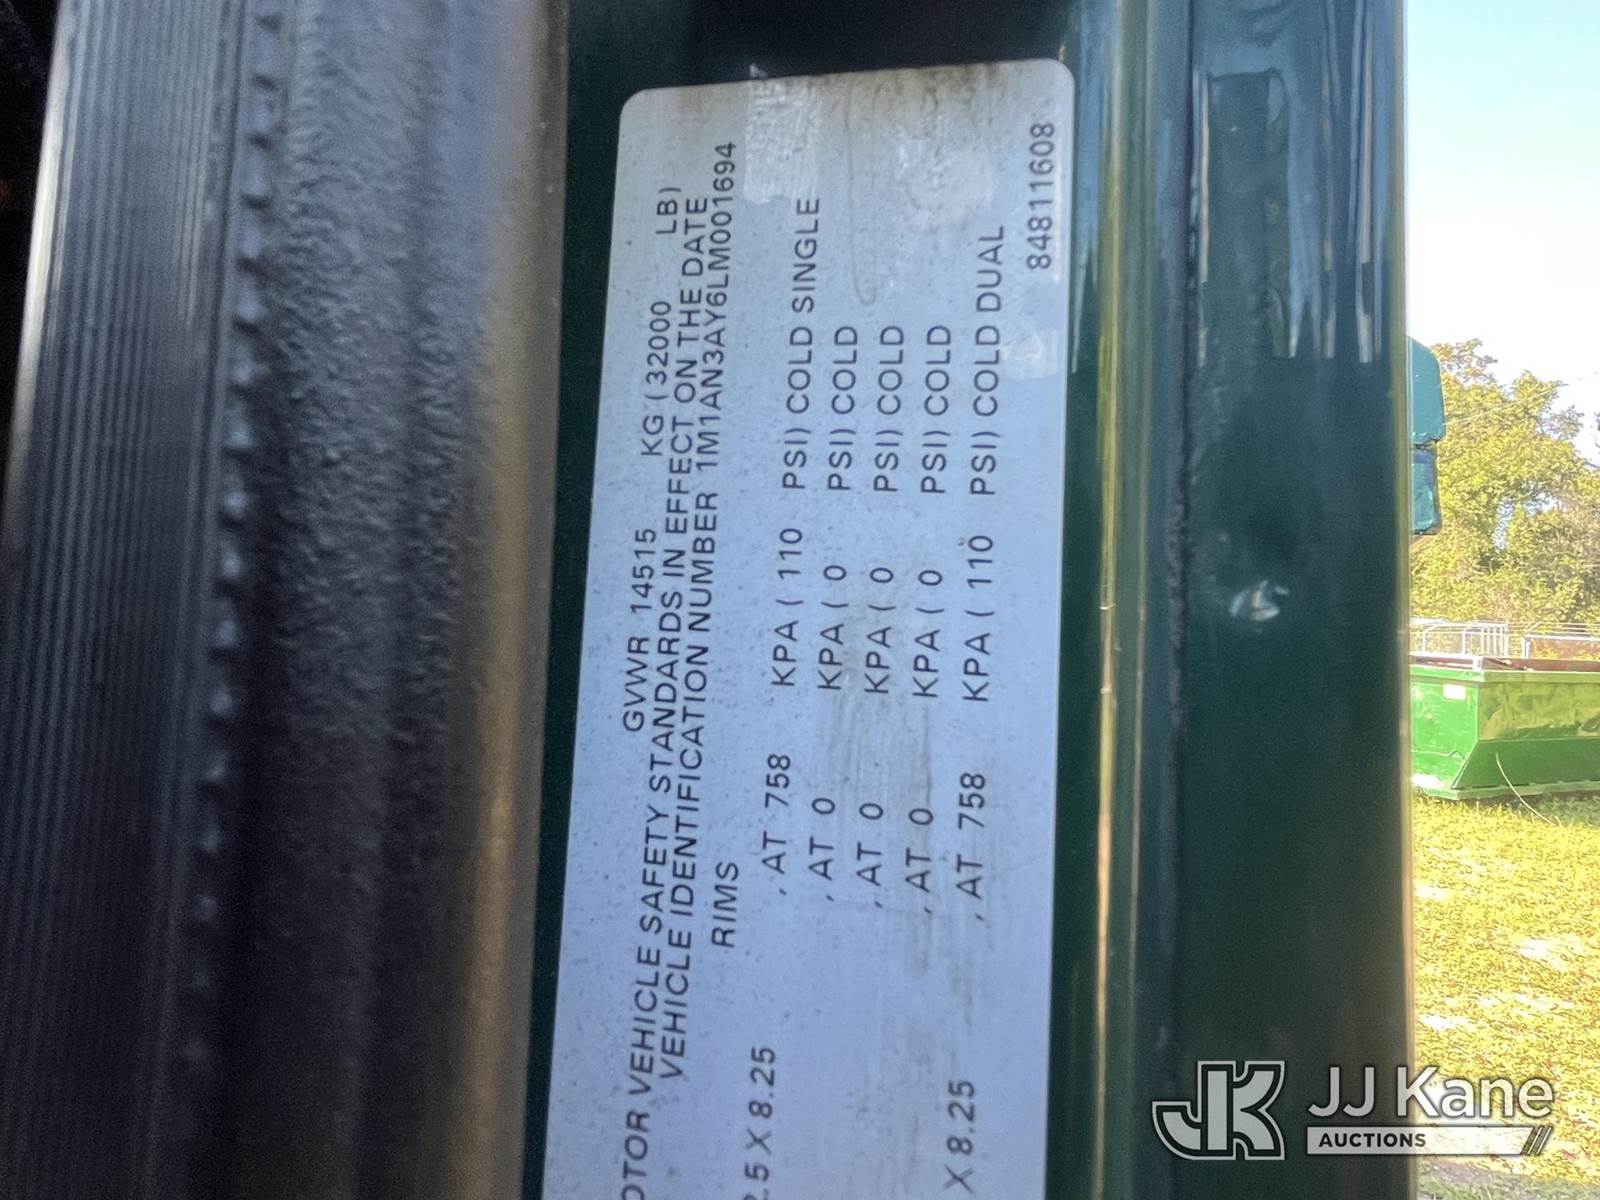 GVWR 14515 KG ( 32000 LB)
OTOR VEHICLE SAFETY STANDARDS IN EFFECT ON THE DATE
VEHICLE IDENTIFICATION NUMBER 1M1AN3AY6LM001694
RIMS
2.5 X 8.25 , AT 758 KPA ( 110 PSI) COLD SINGLE
, AT 0 KPA ( 0 PSI) COLD
, AT 0 KPA ( 0 PSI) COLD
, AT 0 KPA ( 0 PSI) COLD
X 8.25 , AT 758 KPA ( 110 PSI) COLD DUAL
84811608
JK JJ Kane
AUCTIONS